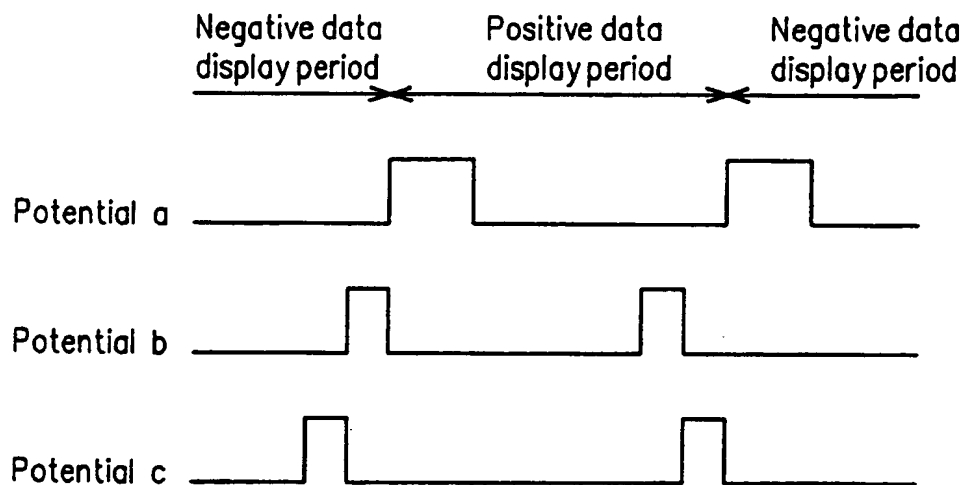 Negative data
display period
Positive data
display period
Negative data
display period
Potential a
Potential b
Potential c